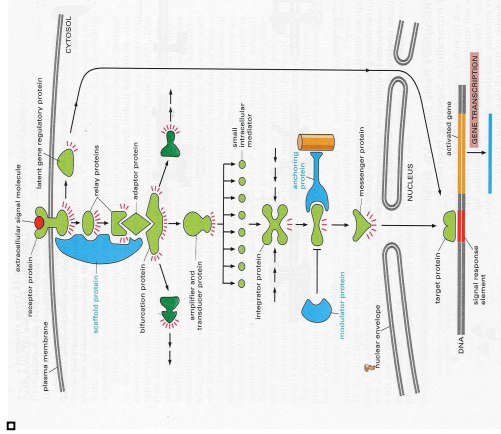 extracellular signal molecule
receptor protein
plasma membrane
CYTOSOL
latent gene regulatory protein
relay proteins
scaffold protein
adaptor protein
bifurcation protein
amplifier and
transducer protein
small
intracellular
mediator
integrator protein
anchoring
protein
modulator protein
messenger protein
nuclear envelope
NUCLEUS
target protein
activated gene
DNA
signal response
element
GENE TRANSCRIPTION